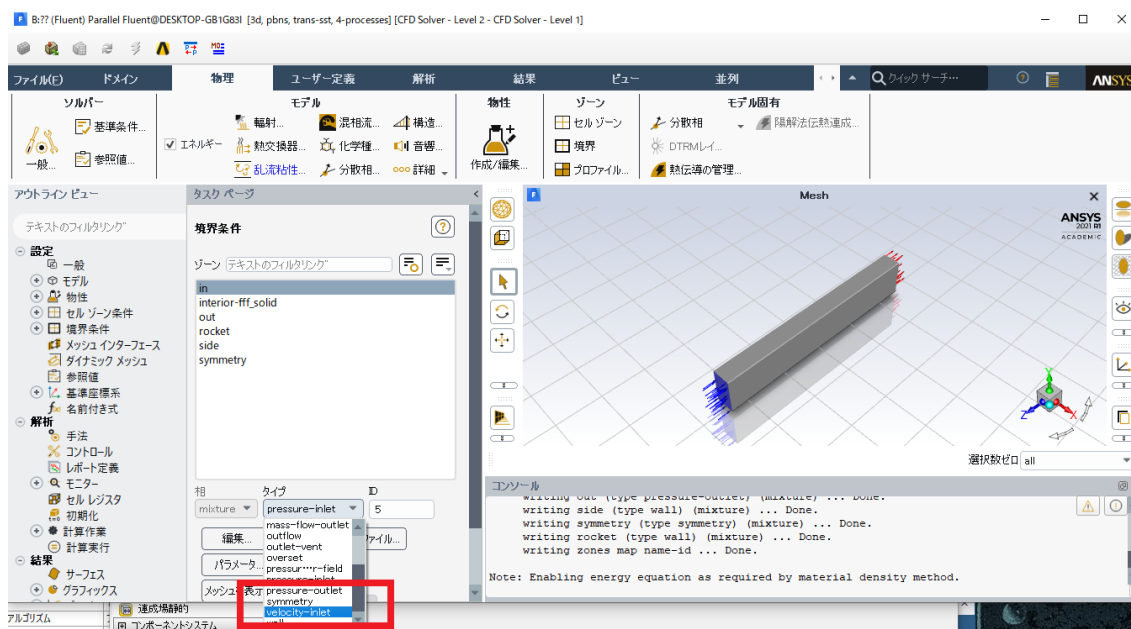 B:?? (Fluent) Parallel Fluent@DESKTOP-GB1G83I [3d, pbns, trans-sst, 4-processes] [CFD Solver - Level 2 - CFD Solver - Level 1]
ファイル(F) ドメイン 物理 ユーザー定義 解析 結果 ビュー 並列 クイック サーチ… ANSYS
ソルバー モデル 物性 ゾーン モデル固有
基準条件... 輻射... 混相流... 構造... セル ゾーン 分散相 陽解法伝熱連成...
エネルギー 熱交換器... 化学種... 音響... 境界 DTRMレイ...
一般... 参照値... 乱流粘性... 分散相... 詳細 作成/編集... プロファイル... 熱伝導の管理...
アウトライン ビュー
テキストのフィルタリング
設定
一般
モデル
物性
セル ゾーン条件
境界条件
メッシュ インターフェース
ダイナミック メッシュ
参照値
基準座標系
名前付き式
解析
手法
コントロール
レポート定義
モニター
セル レジスタ
初期化
計算作業
計算実行
結果
サーフェス
グラフィックス
タスク ページ
境界条件
ゾーン テキストのフィルタリング
in
interior-fff_solid
out
rocket
side
symmetry
相 タイプ ID
mixture pressure-inlet 5
編集... ァイル...
パラメータ...
メッシュを表示
mass-flow-outlet
outflow
outlet-vent
overset
pressur…r-field
pressure-inlet
pressure-outlet
symmetry
velocity-inlet
wall
Mesh
ANSYS
2021 R1
ACADEMIC
Y
Z X
選択数ゼロ all
コンソール
writing out (type pressure-outlet) (mixture) ... Done.
writing side (type wall) (mixture) ... Done.
writing symmetry (type symmetry) (mixture) ... Done.
writing rocket (type wall) (mixture) ... Done.
writing zones map name-id ... Done.
Note: Enabling energy equation as required by material density method.
アルゴリズム
連成場静的
コンポーネントシステム